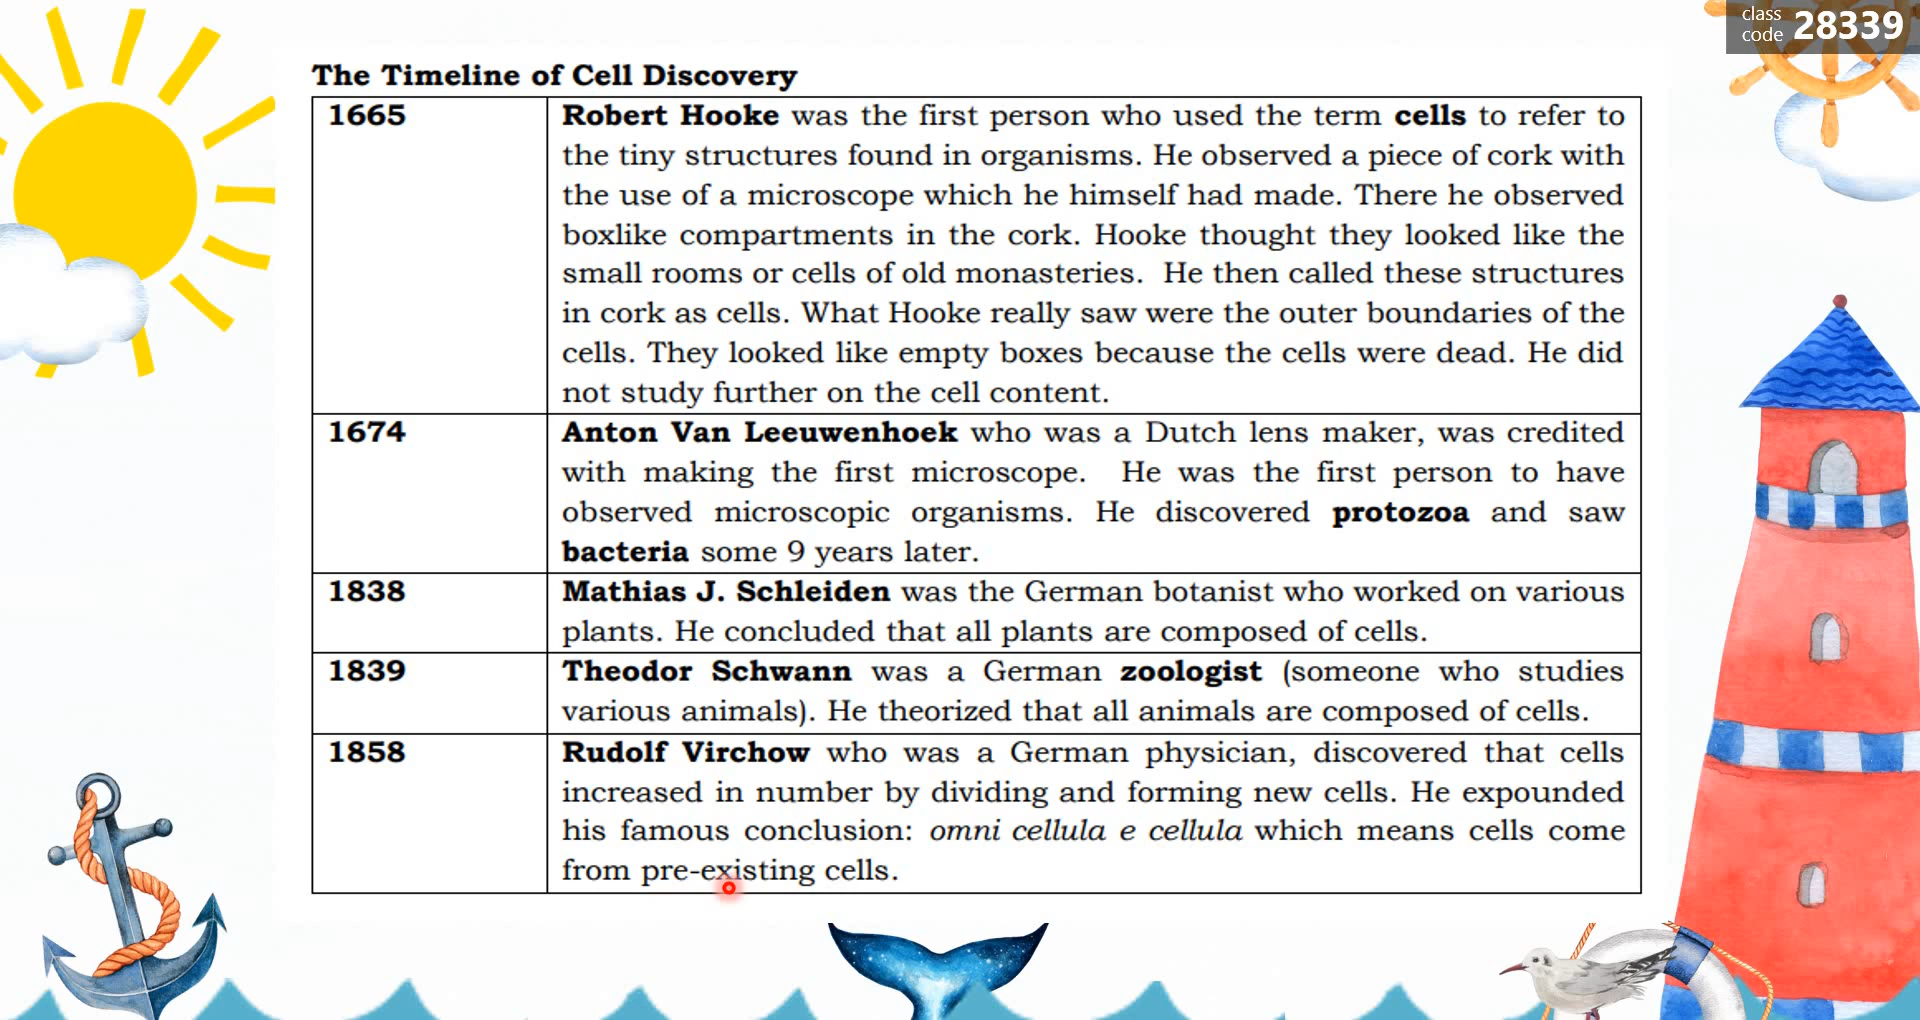 class
code 28339
The Timeline of Cell Discovery
1665
Robert Hooke was the first person who used the term cells to refer to
the tiny structures found in organisms. He observed a piece of cork with
the use of a microscope which he himself had made. There he observed
boxlike compartments in the cork. Hooke thought they looked like the
small rooms or cells of old monasteries. He then called these structures
in cork as cells. What Hooke really saw were the outer boundaries of the
cells. They looked like empty boxes because the cells were dead. He did
not study further on the cell content.
1674
Anton Van Leeuwenhoek who was a Dutch lens maker, was credited
with making the first microscope. He was the first person to have
observed microscopic organisms. He discovered protozoa and saw
bacteria some 9 years later.
1838
Mathias J. Schleiden was the German botanist who worked on various
plants. He concluded that all plants are composed of cells.
1839
Theodor Schwann was a German zoologist (someone who studies
various animals). He theorized that all animals are composed of cells.
1858
Rudolf Virchow who was a German physician, discovered that cells
increased in number by dividing and forming new cells. He expounded
his famous conclusion: omni cellula e cellula which means cells come
from pre-existing cells.